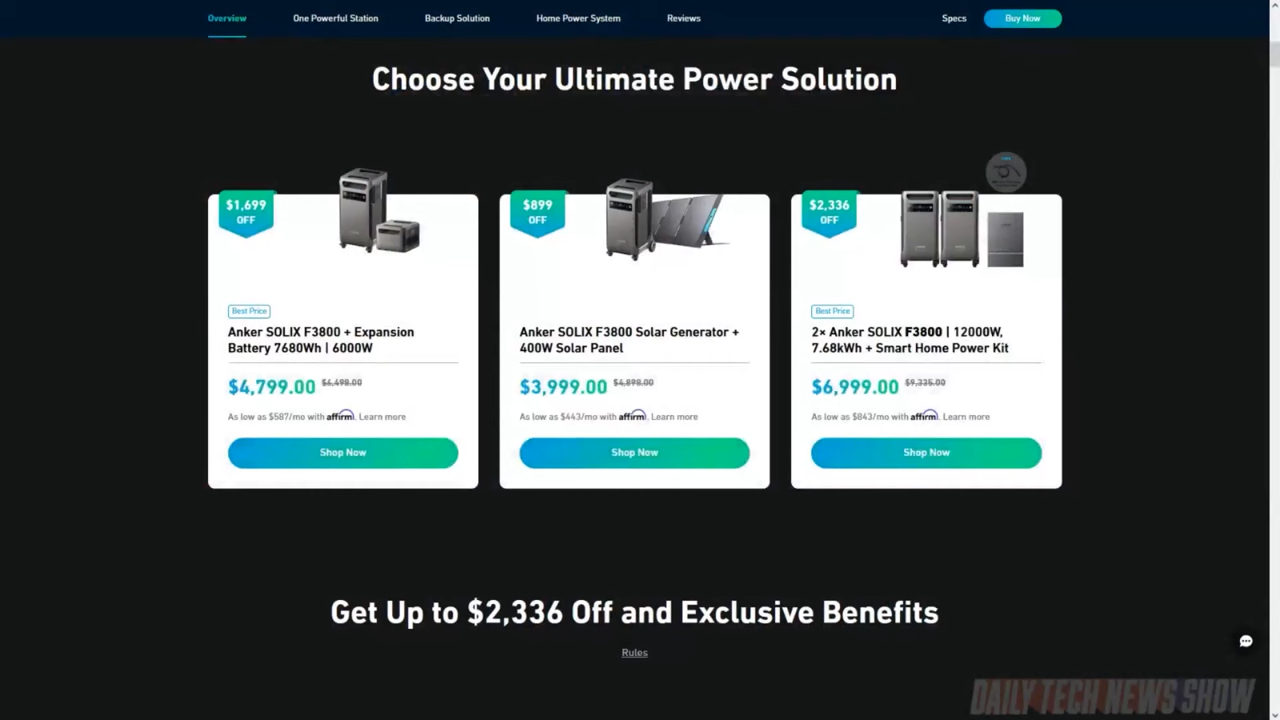 Overview
One Powerful Station
Backup Solution
Home Power System
Reviews
Specs
Buy Now
Choose Your Ultimate Power Solution
$1,699
OFF
Best Price
Anker SOLIX F3800 + Expansion
Battery 7680Wh | 6000W
$4,799.00 $6,498.00
As low as $587/mo with affirm. Learn more
Shop Now
$899
OFF
Anker SOLIX F3800 Solar Generator +
400W Solar Panel
$3,999.00 $4,898.00
As low as $443/mo with affirm. Learn more
Shop Now
$2,336
OFF
Best Price
2× Anker SOLIX F3800 | 12000W,
7.68kWh + Smart Home Power Kit
$6,999.00 $9,335.00
As low as $843/mo with affirm. Learn more
Shop Now
Get Up to $2,336 Off and Exclusive Benefits
Rules
DAILY TECH NEWS SHOW